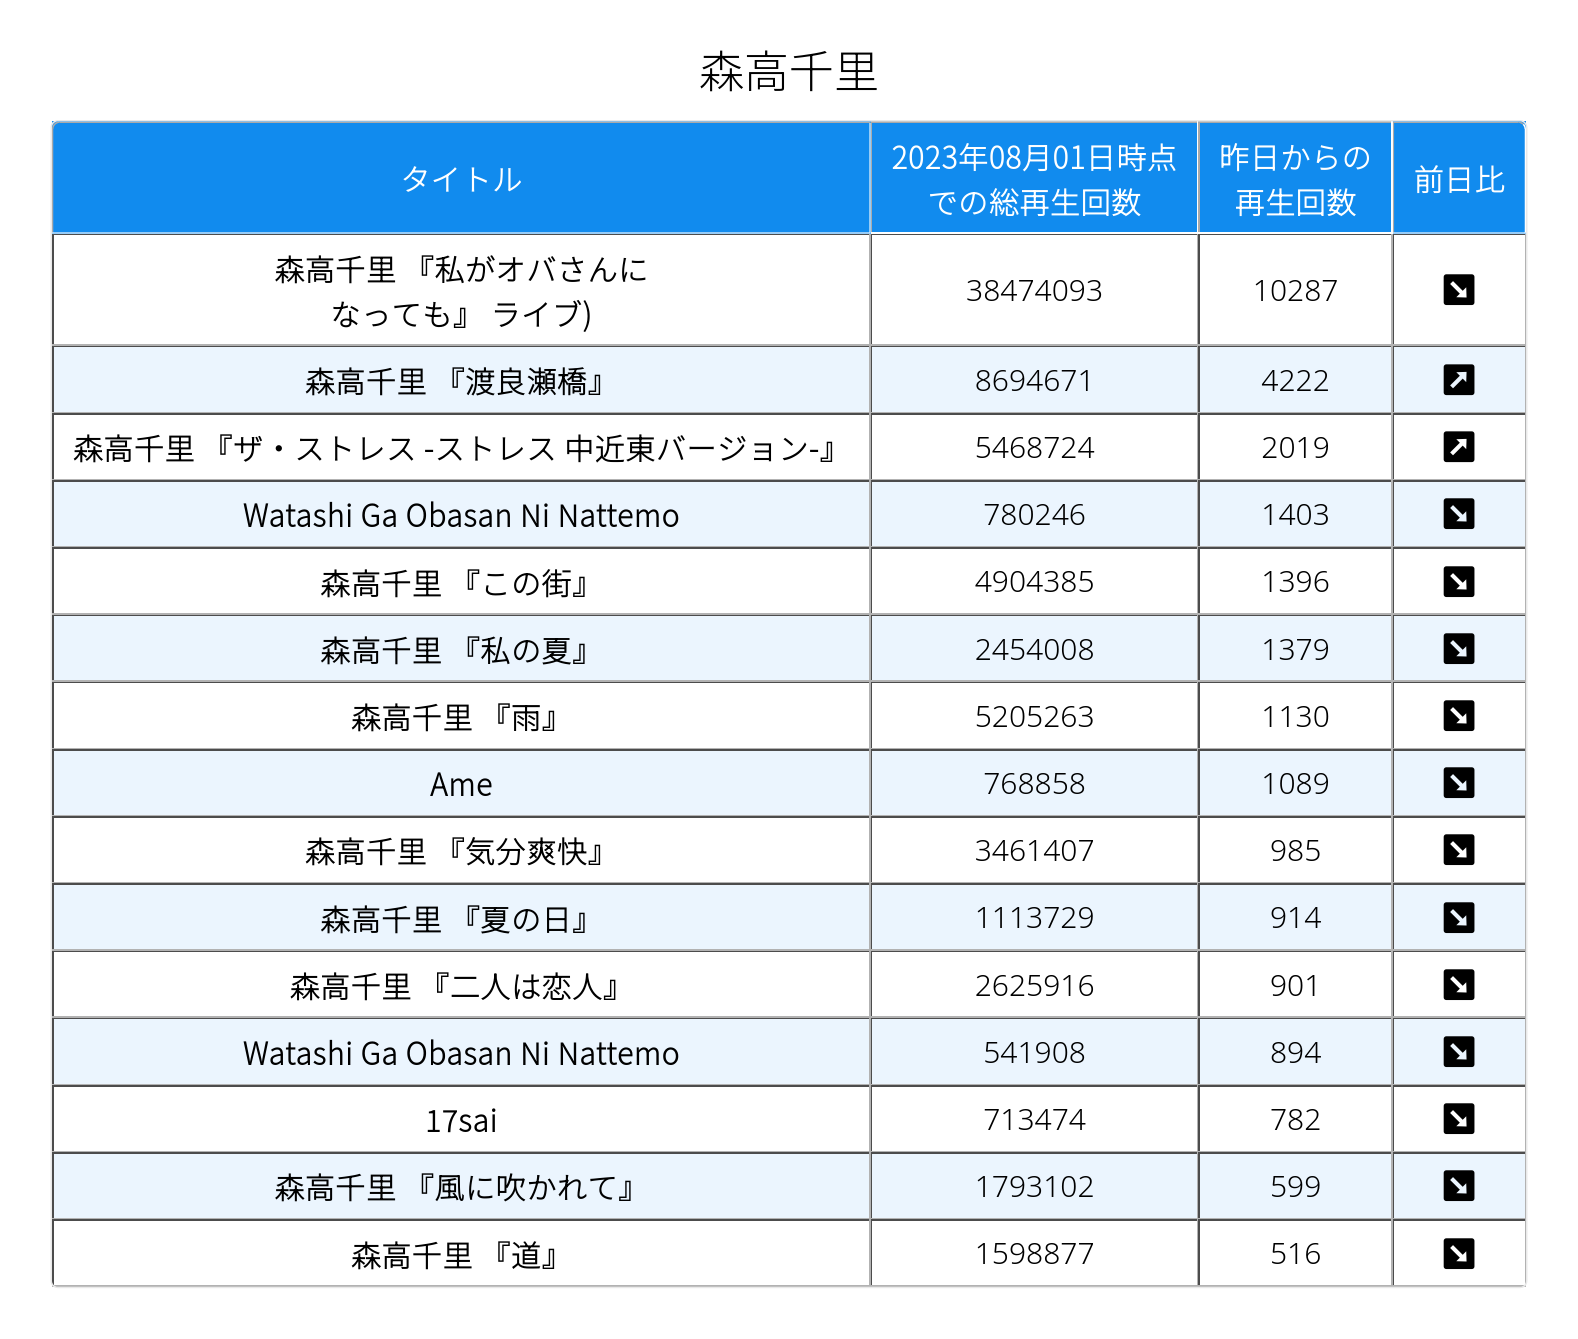 森高千里
タイトル
2023年08月01日時点
での総再生回数
昨日からの
再生回数
前日比
森高千里 『私がオバさんに
なっても』 ライブ)
38474093
10287
森高千里 『渡良瀬橋』
8694671
4222
森高千里 『ザ・ストレス -ストレス 中近東バージョン-』
5468724
2019
Watashi Ga Obasan Ni Nattemo
780246
1403
森高千里 『この街』
4904385
1396
森高千里 『私の夏』
2454008
1379
森高千里 『雨』
5205263
1130
Ame
768858
1089
森高千里 『気分爽快』
3461407
985
森高千里 『夏の日』
1113729
914
森高千里 『二人は恋人』
2625916
901
Watashi Ga Obasan Ni Nattemo
541908
894
17sai
713474
782
森高千里 『風に吹かれて』
1793102
599
森高千里 『道』
1598877
516